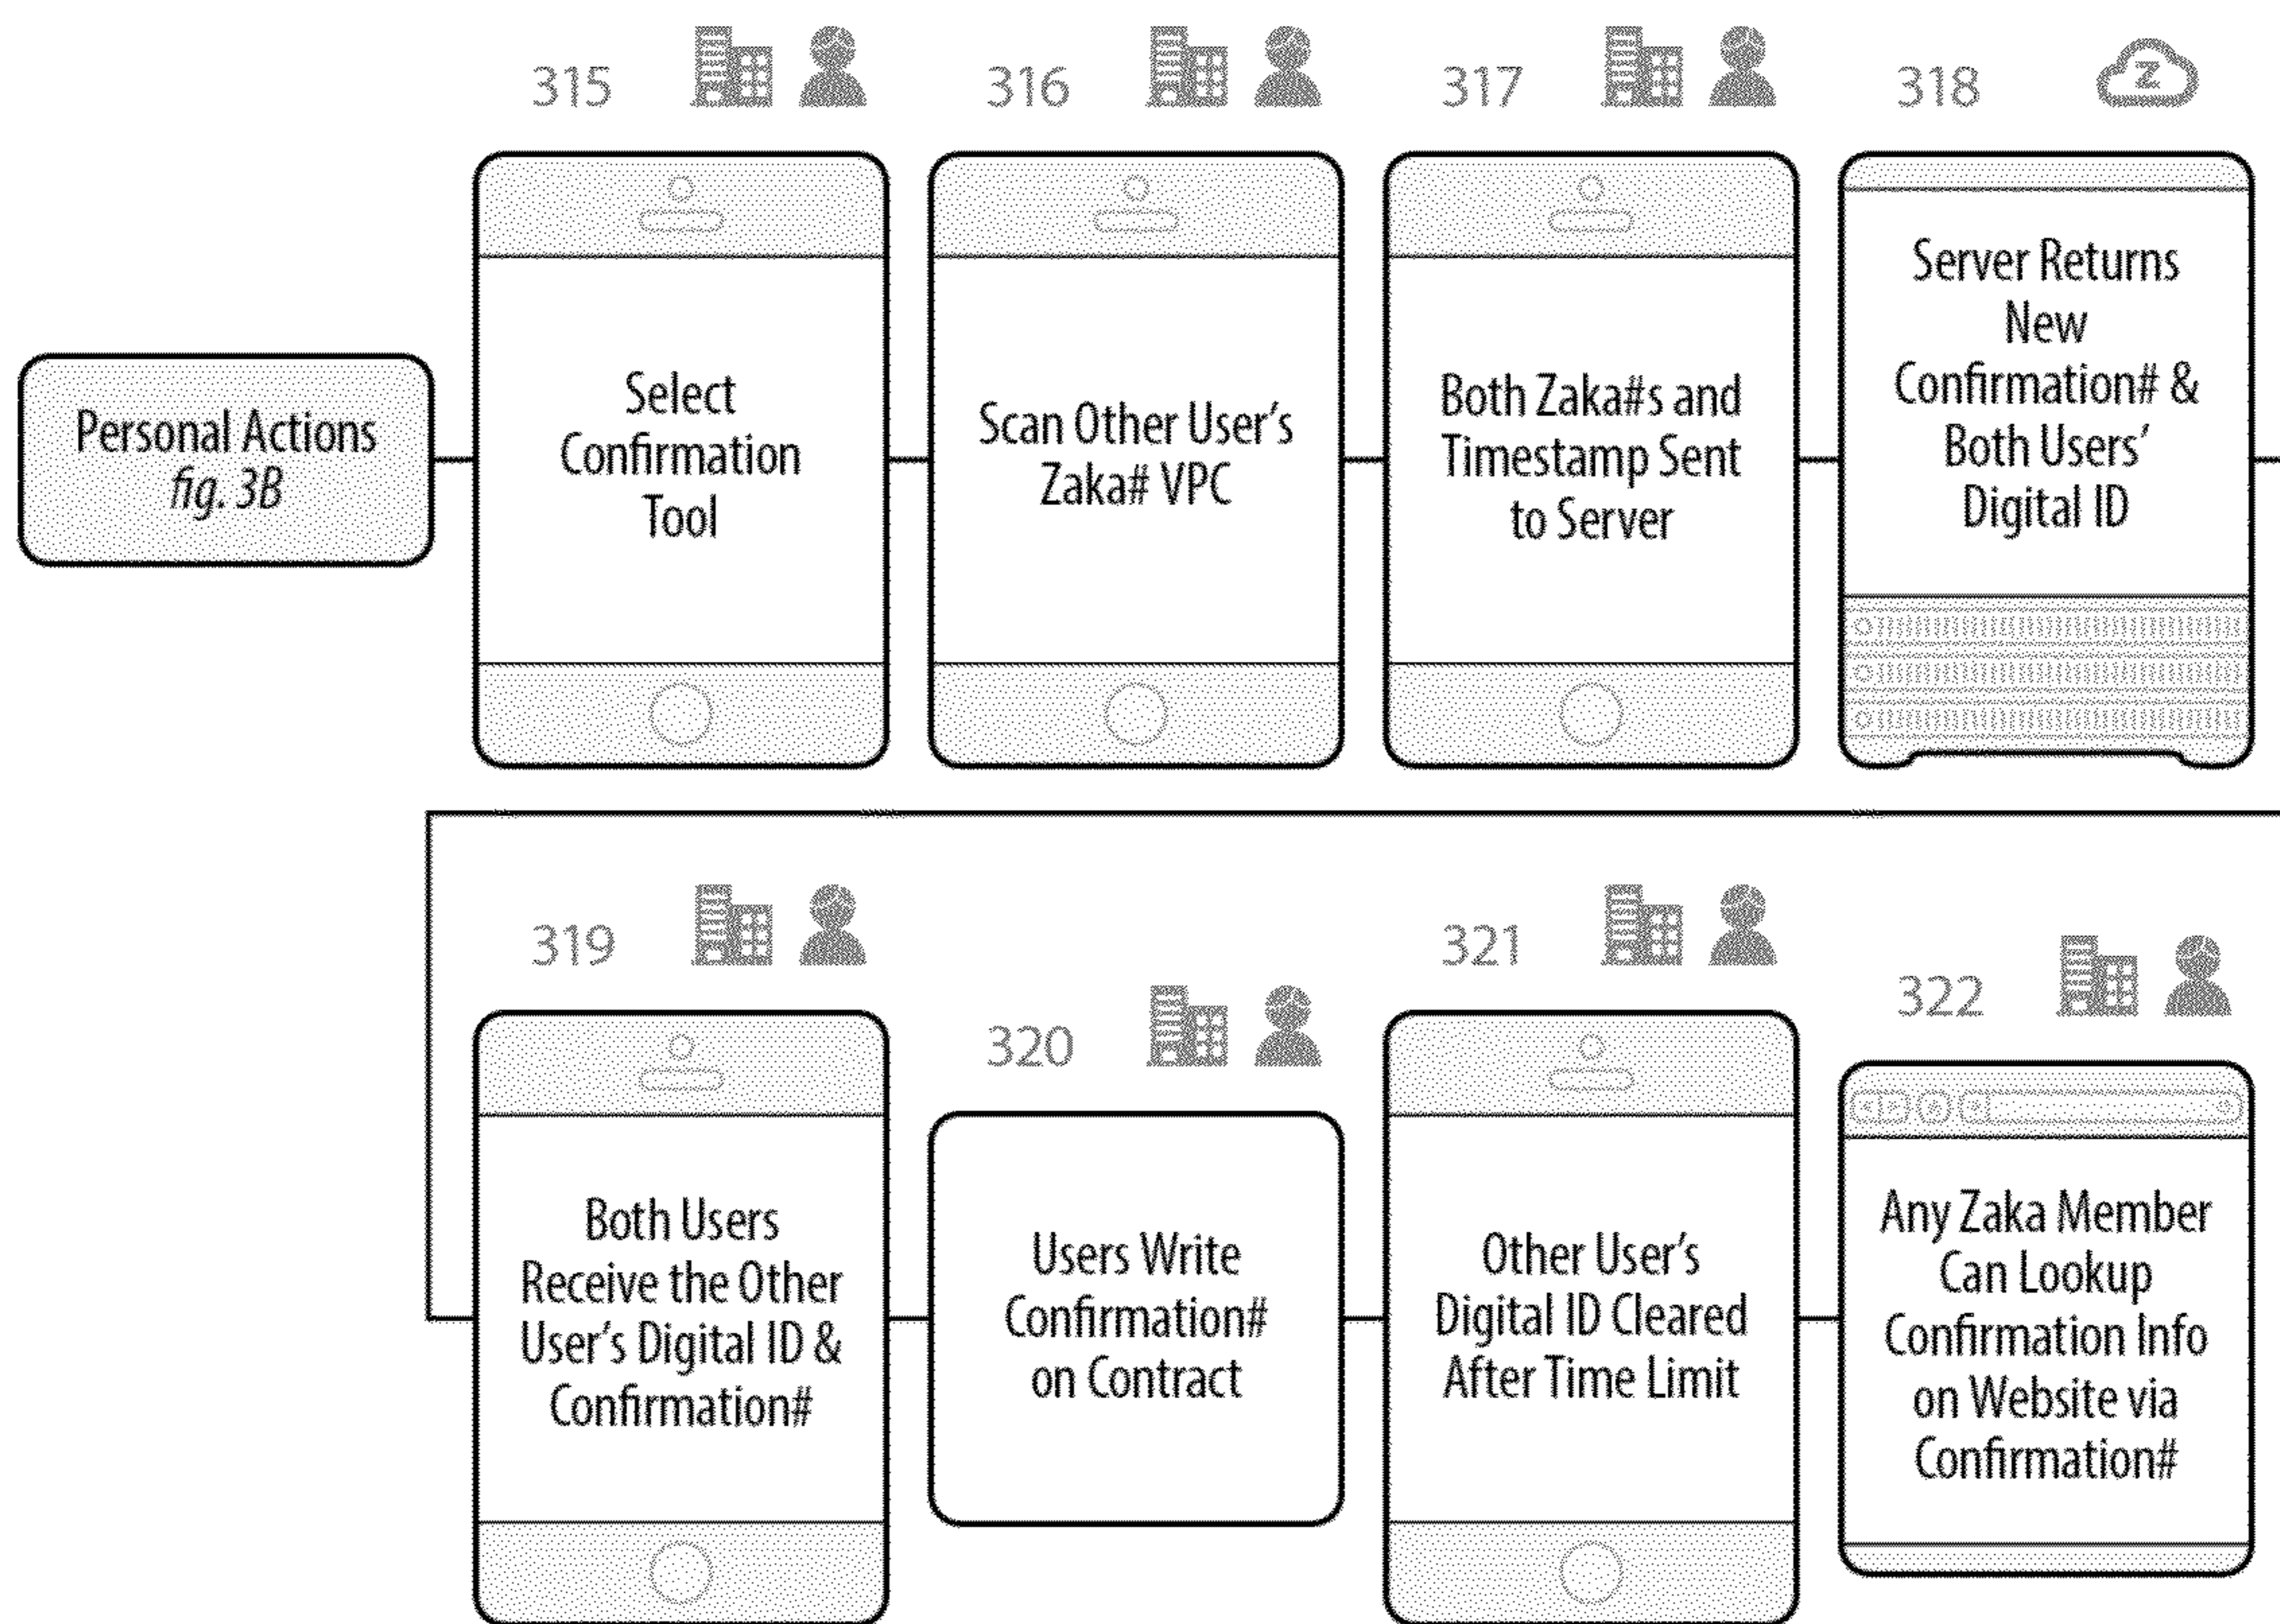 315
316
317
318
Z
Personal Actions
fig. 3B
Select
Confirmation
Tool
Scan Other User's
Zaka# VPC
Both Zaka#s and
Timestamp Sent
to Server
Server Returns
New
Confirmation# &
Both Users'
Digital ID
319
320
321
322
Both Users
Receive the Other
User's Digital ID &
Confirmation#
Users Write
Confirmation#
on Contract
Other User's
Digital ID Cleared
After Time Limit
Any Zaka Member
Can Lookup
Confirmation Info
on Website via
Confirmation#